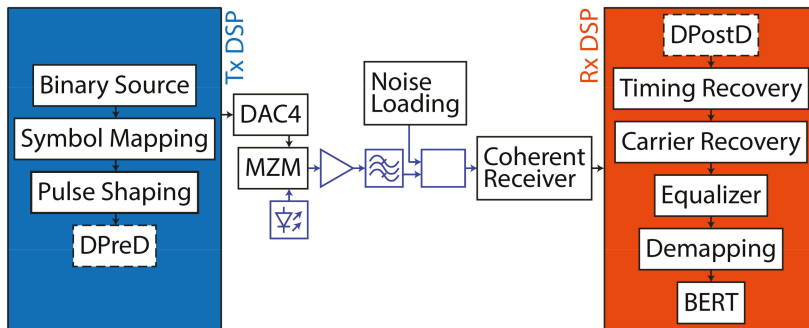 Tx DSP
Binary Source
Symbol Mapping
Pulse Shaping
DPreD
DAC4
MZM
Noise
Loading
Coherent
Receiver
Rx DSP
DPostD
Timing Recovery
Carrier Recovery
Equalizer
Demapping
BERT